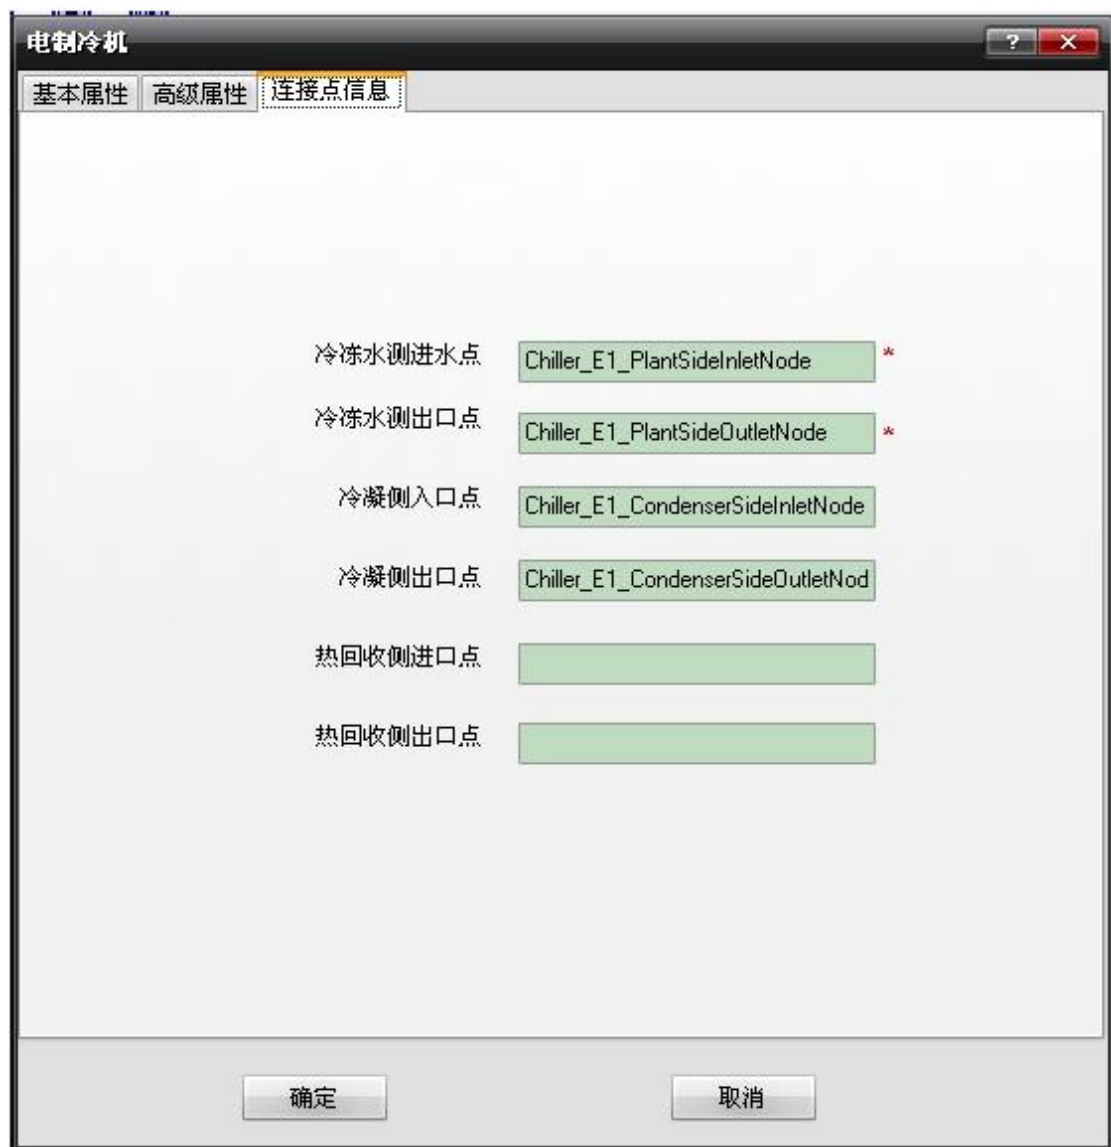 电制冷机
?
基本属性 高级属性 连接点信息
冷冻水测进水点 Chiller_E1_PlantSideInletNode *
冷冻水测出口点 Chiller_E1_PlantSideOutletNode *
冷凝侧入口点 Chiller_E1_CondenserSideInletNode
冷凝侧出口点 Chiller_E1_CondenserSideOutletNod
热回收侧进口点
热回收侧出口点
确定 取消